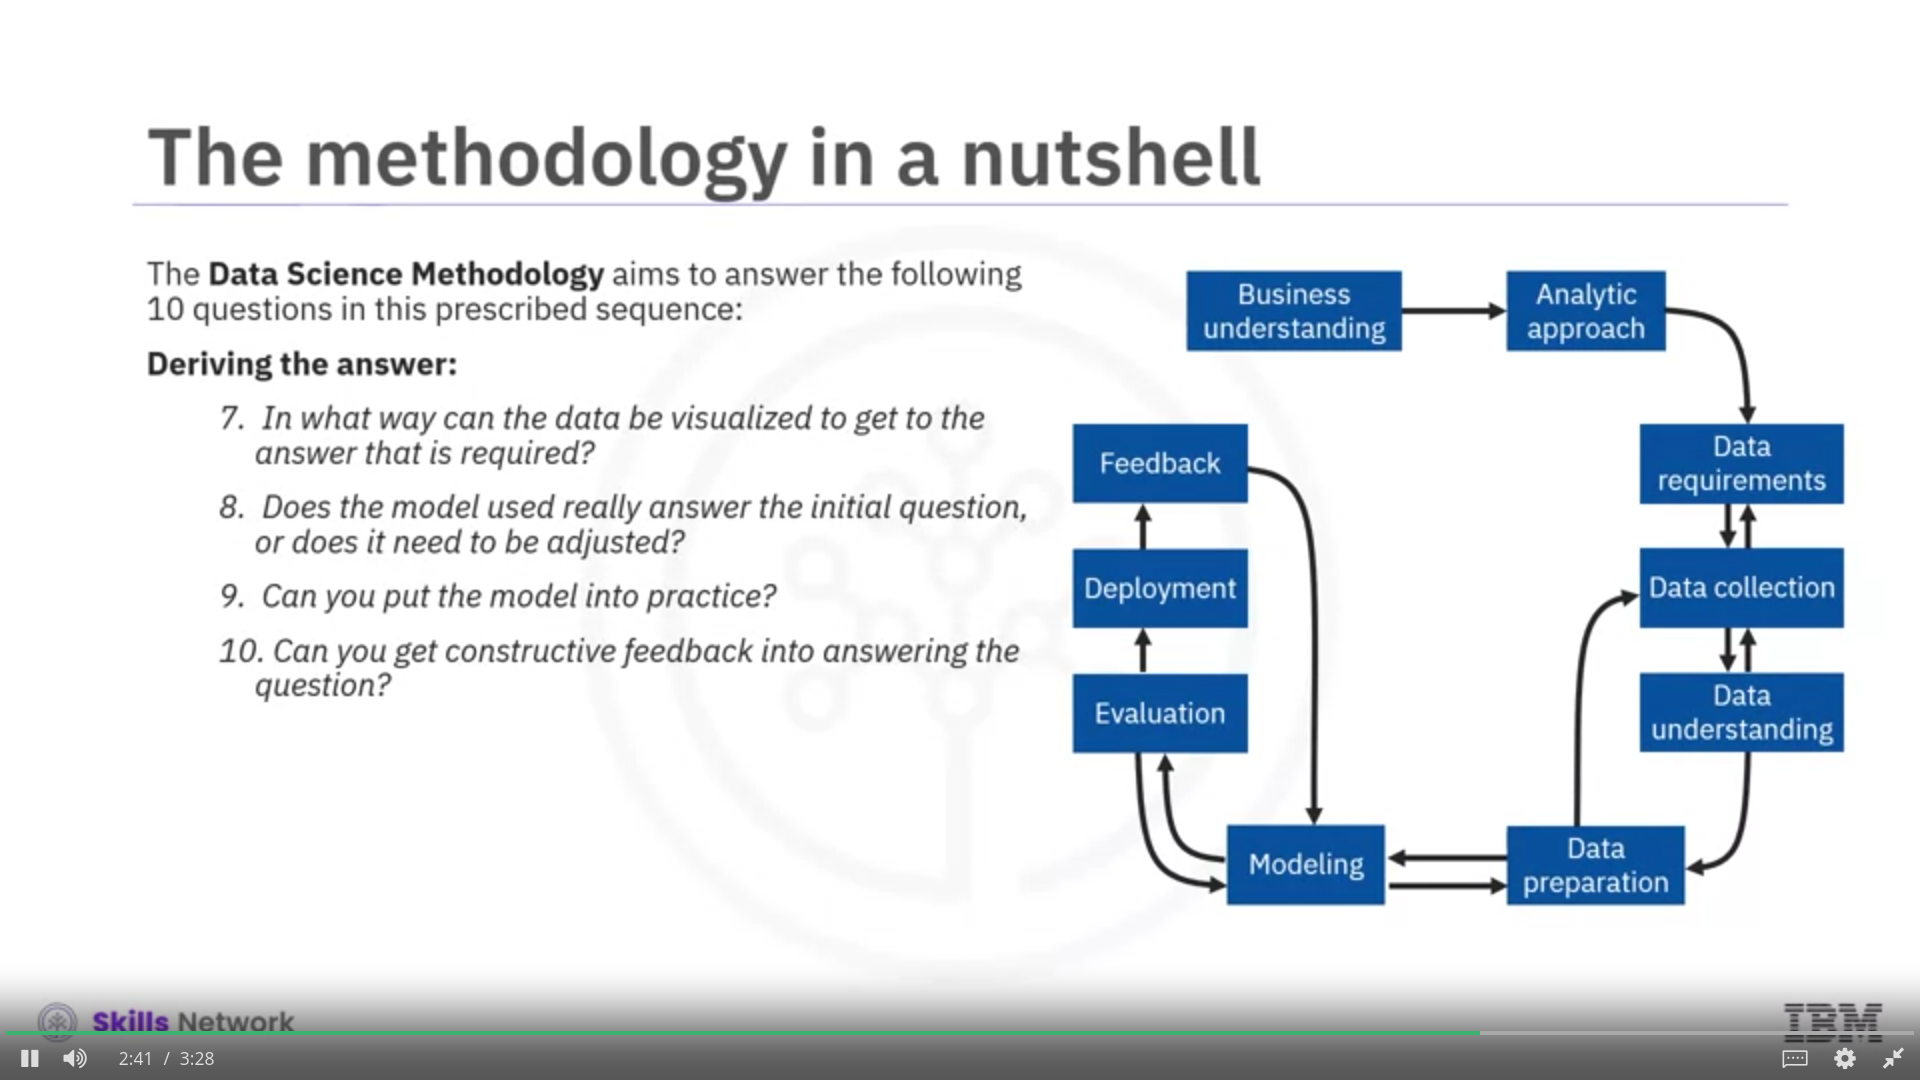 The methodology in a nutshell
The Data Science Methodology aims to answer the following
10 questions in this prescribed sequence:
Deriving the answer:
7. In what way can the data be visualized to get to the
answer that is required?
8. Does the model used really answer the initial question,
or does it need to be adjusted?
9. Can you put the model into practice?
10. Can you get constructive feedback into answering the
question?
Business
understanding
Analytic
approach
Data
requirements
Data collection
Data
understanding
Data
preparation
Modeling
Evaluation
Deployment
Feedback
Skills Network
IBM
2:41 / 3:28